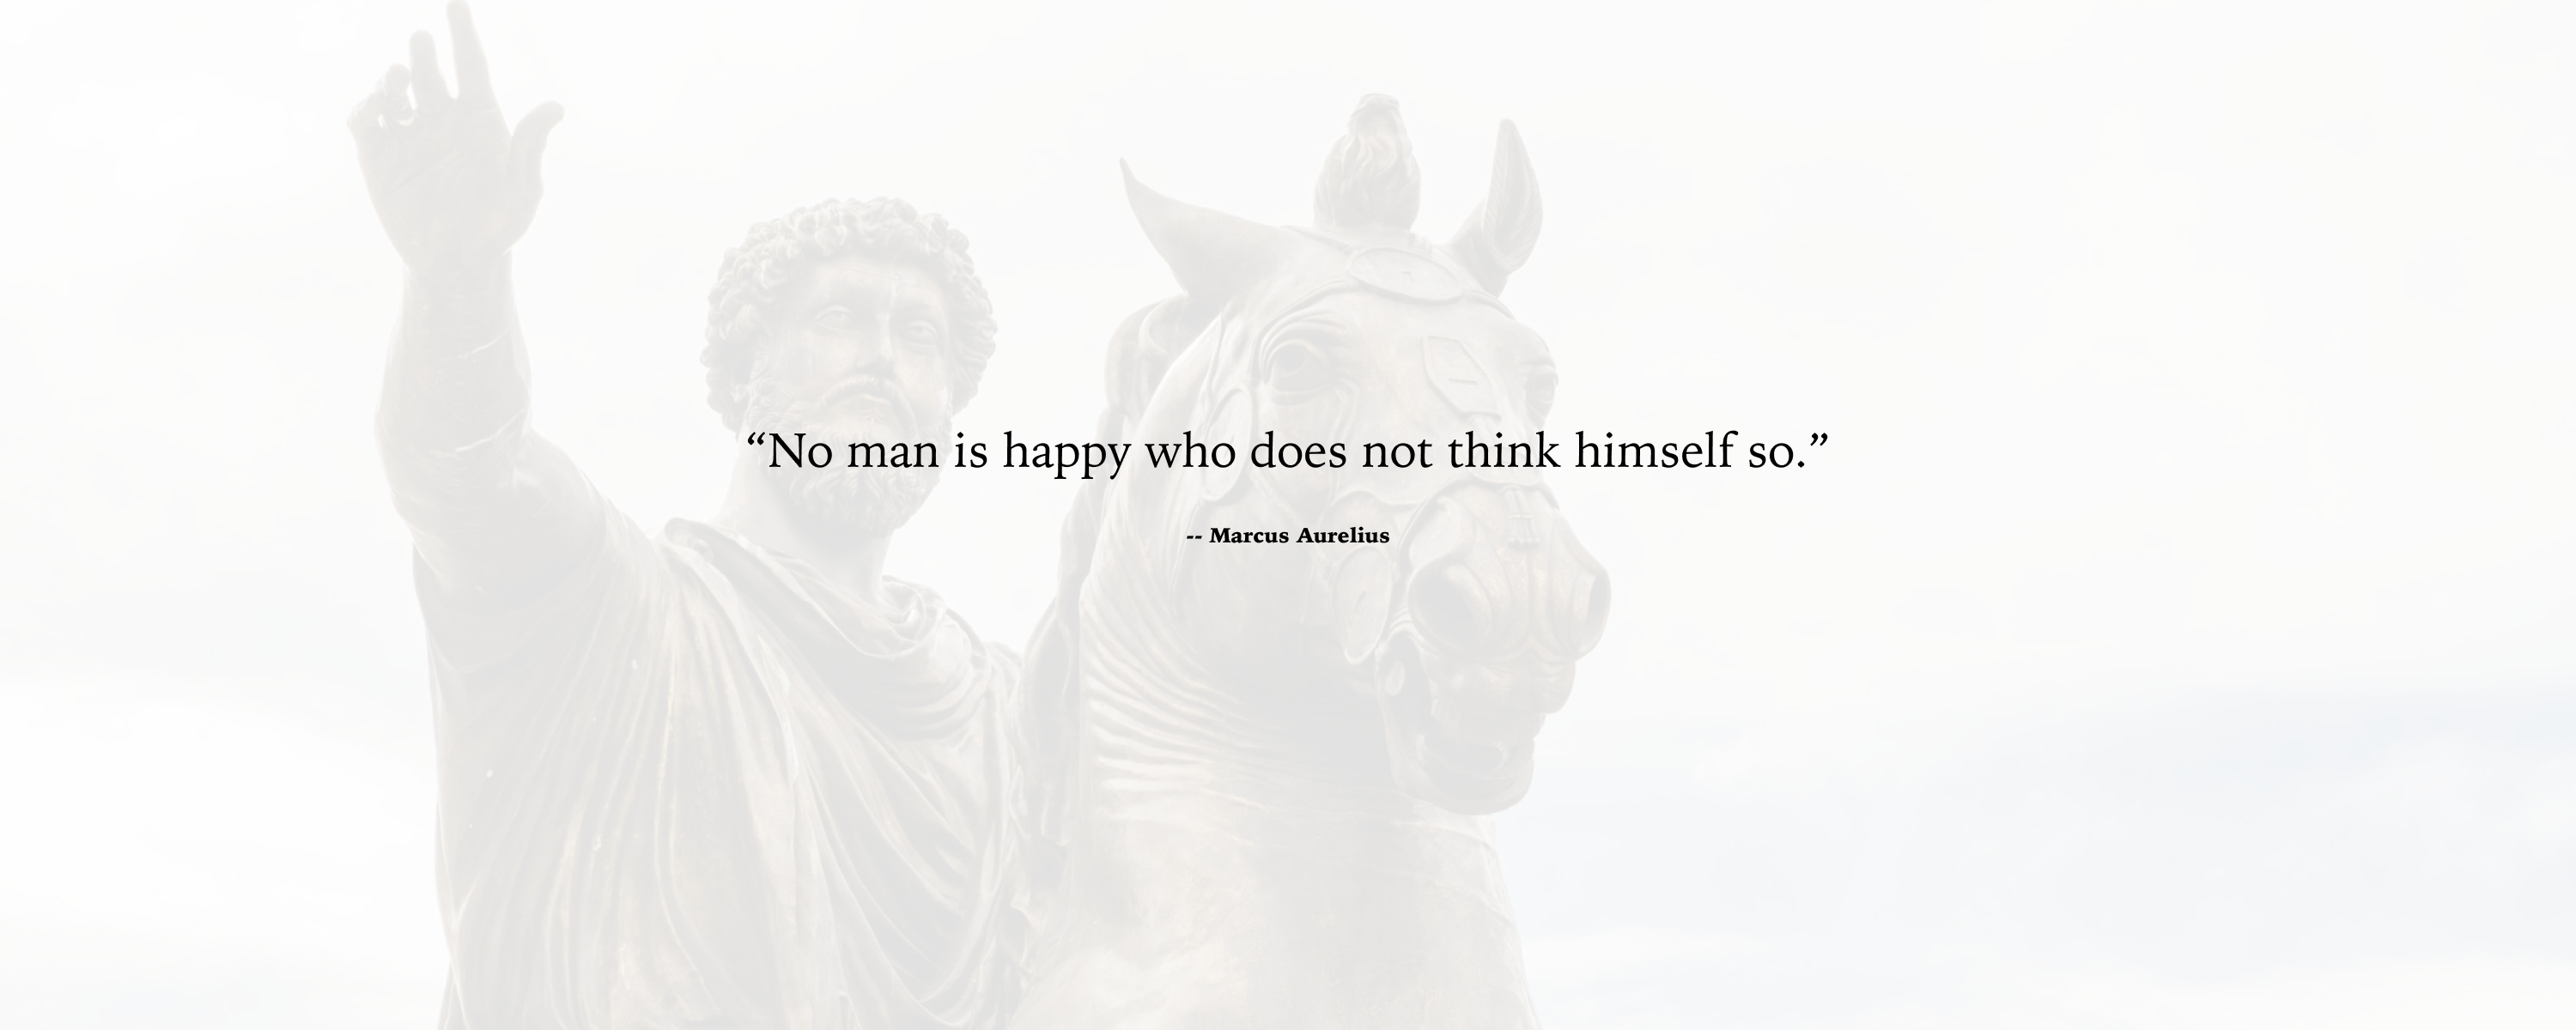 “No man is happy who does not think himself so.”
-- Marcus Aurelius